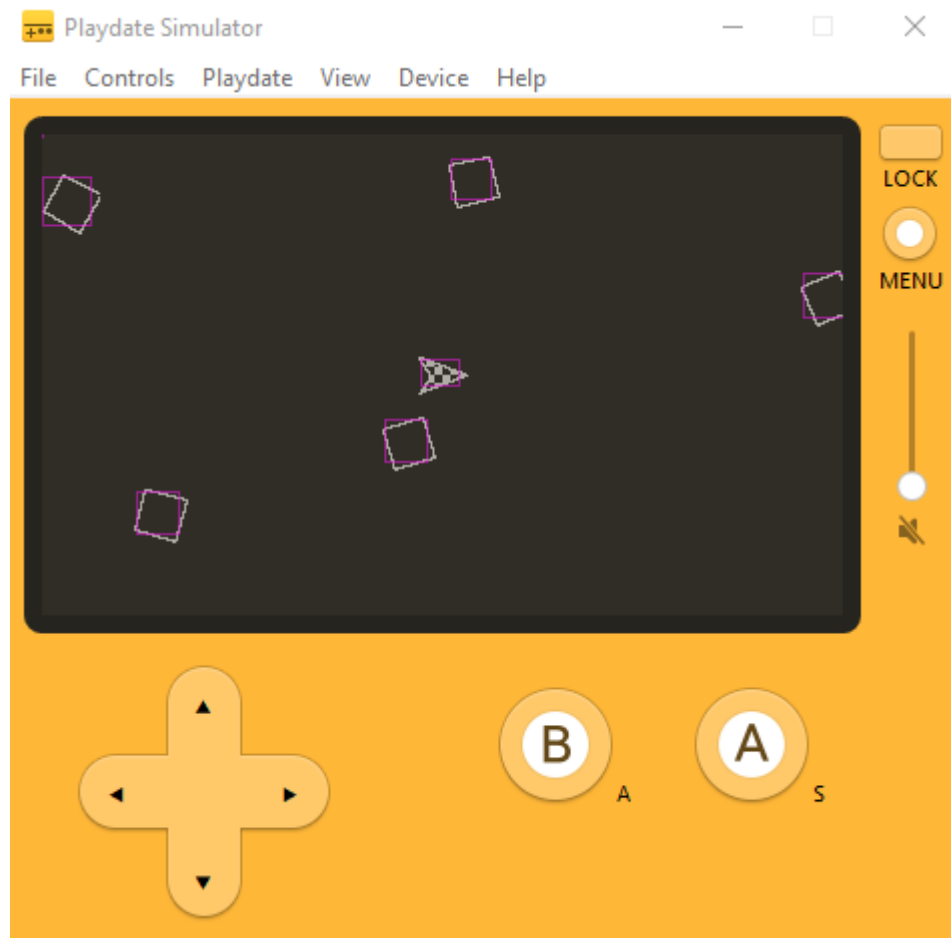 Playdate Simulator
File Controls Playdate View Device Help
LOCK
MENU
B
A
A
S